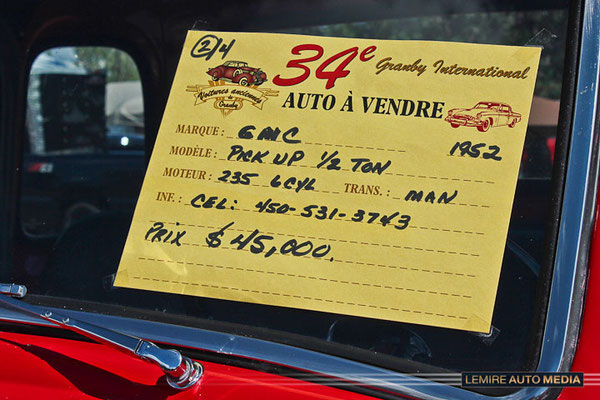 2/4
34e Granby International
Voitures anciennes
de
Granby
AUTO À VENDRE
MARQUE : GMC 1952
MODÈLE : PICK UP 1/2 TON
MOTEUR : 235 6CYL TRANS. : MAN
INF. : CEL: 450-531-3743
PRIX $45,000.
LEMIRE AUTO MEDIA